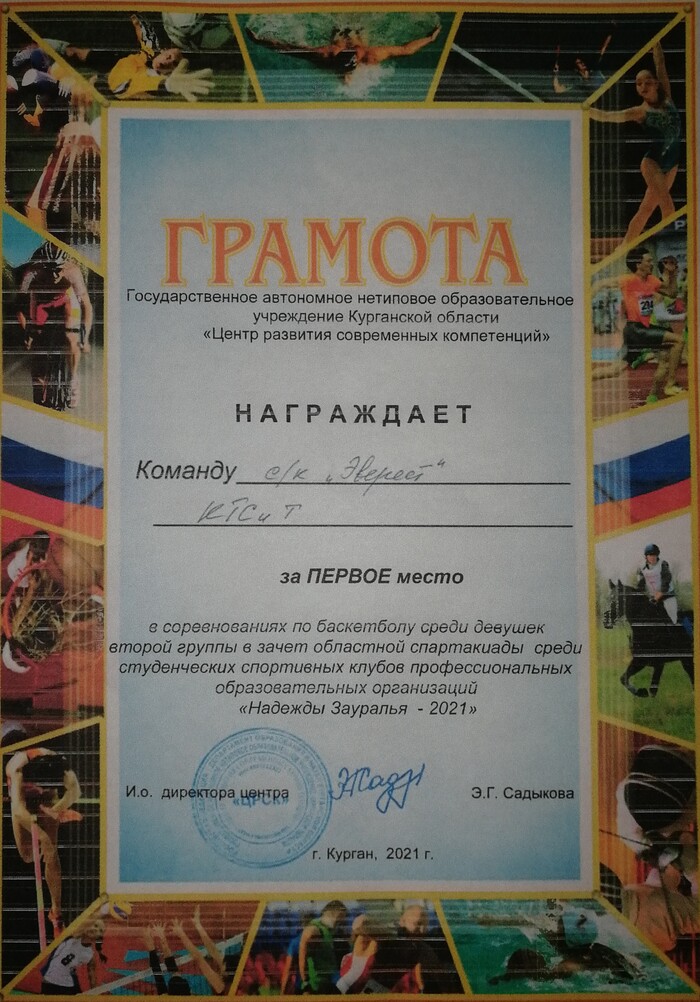 ГРАМОТА
Государственное автономное нетиповое образовательное
учреждение Курганской области
«Центр развития современных компетенций»
НАГРАЖДАЕТ
Команду с/к „Эверест“
КТСиТ
за ПЕРВОЕ место
в соревнованиях по баскетболу среди девушек
второй группы в зачет областной спартакиады среди
студенческих спортивных клубов профессиональных
образовательных организаций
«Надежды Зауралья - 2021»
И.о. директора центра Э.Г. Садыкова
«ЦРСК»
г. Курган, 2021 г.